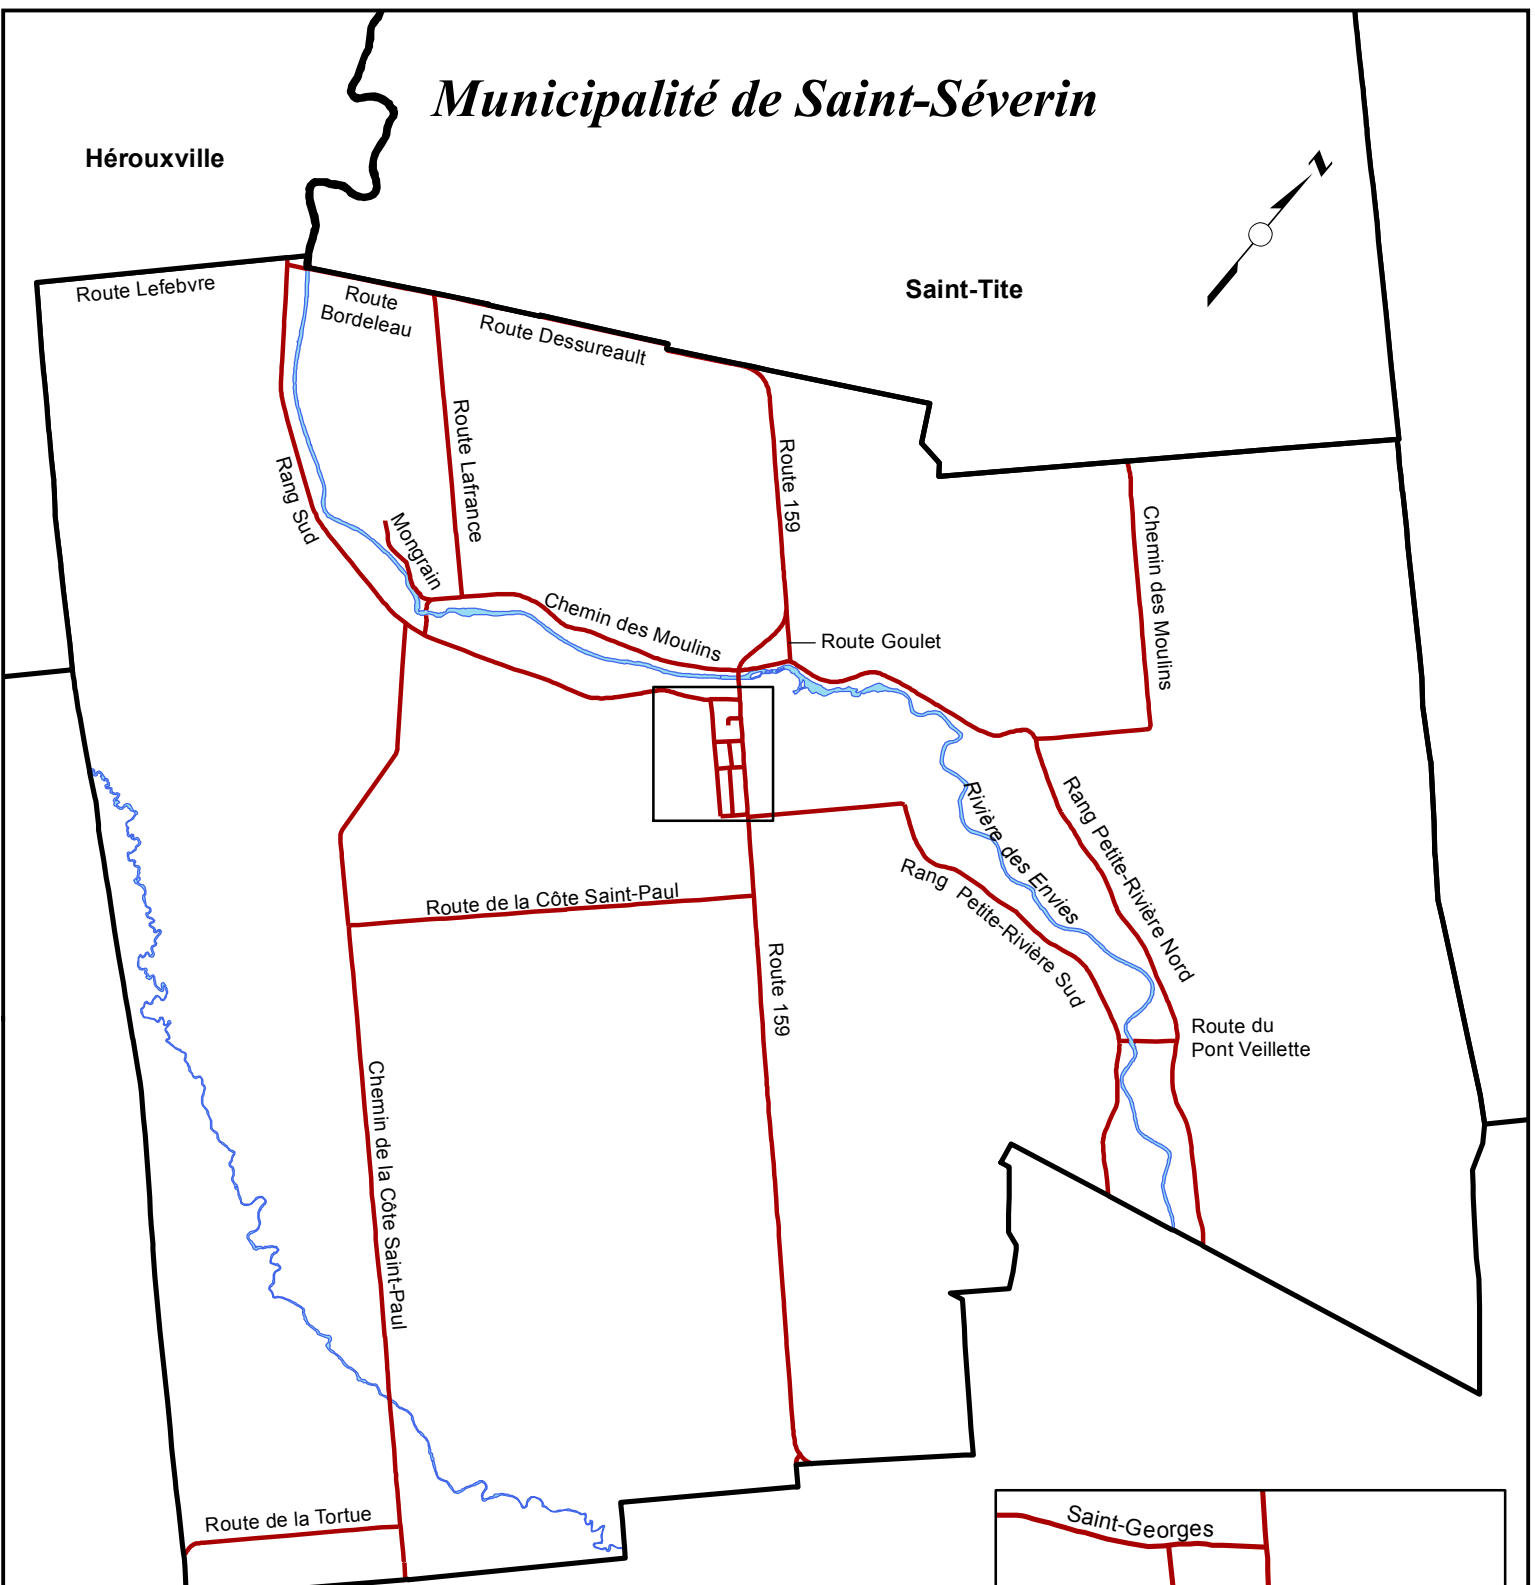 Municipalité de Saint-Séverin
Hérouxville
N
Saint-Tite
Route Lefebvre
Route
Bordeleau
Route Dessureault
Route Lafrance
Route 159
Rang Sud
Mongrain
Chemin des Moulins
Chemin des Moulins
Route Goulet
Rivière des Envies
Rang Petite-Rivière Nord
Rang Petite-Rivière Sud
Route de la Côte Saint-Paul
Route 159
Route du
Pont Veillette
Chemin de la Côte Saint-Paul
Route de la Tortue
Saint-Georges